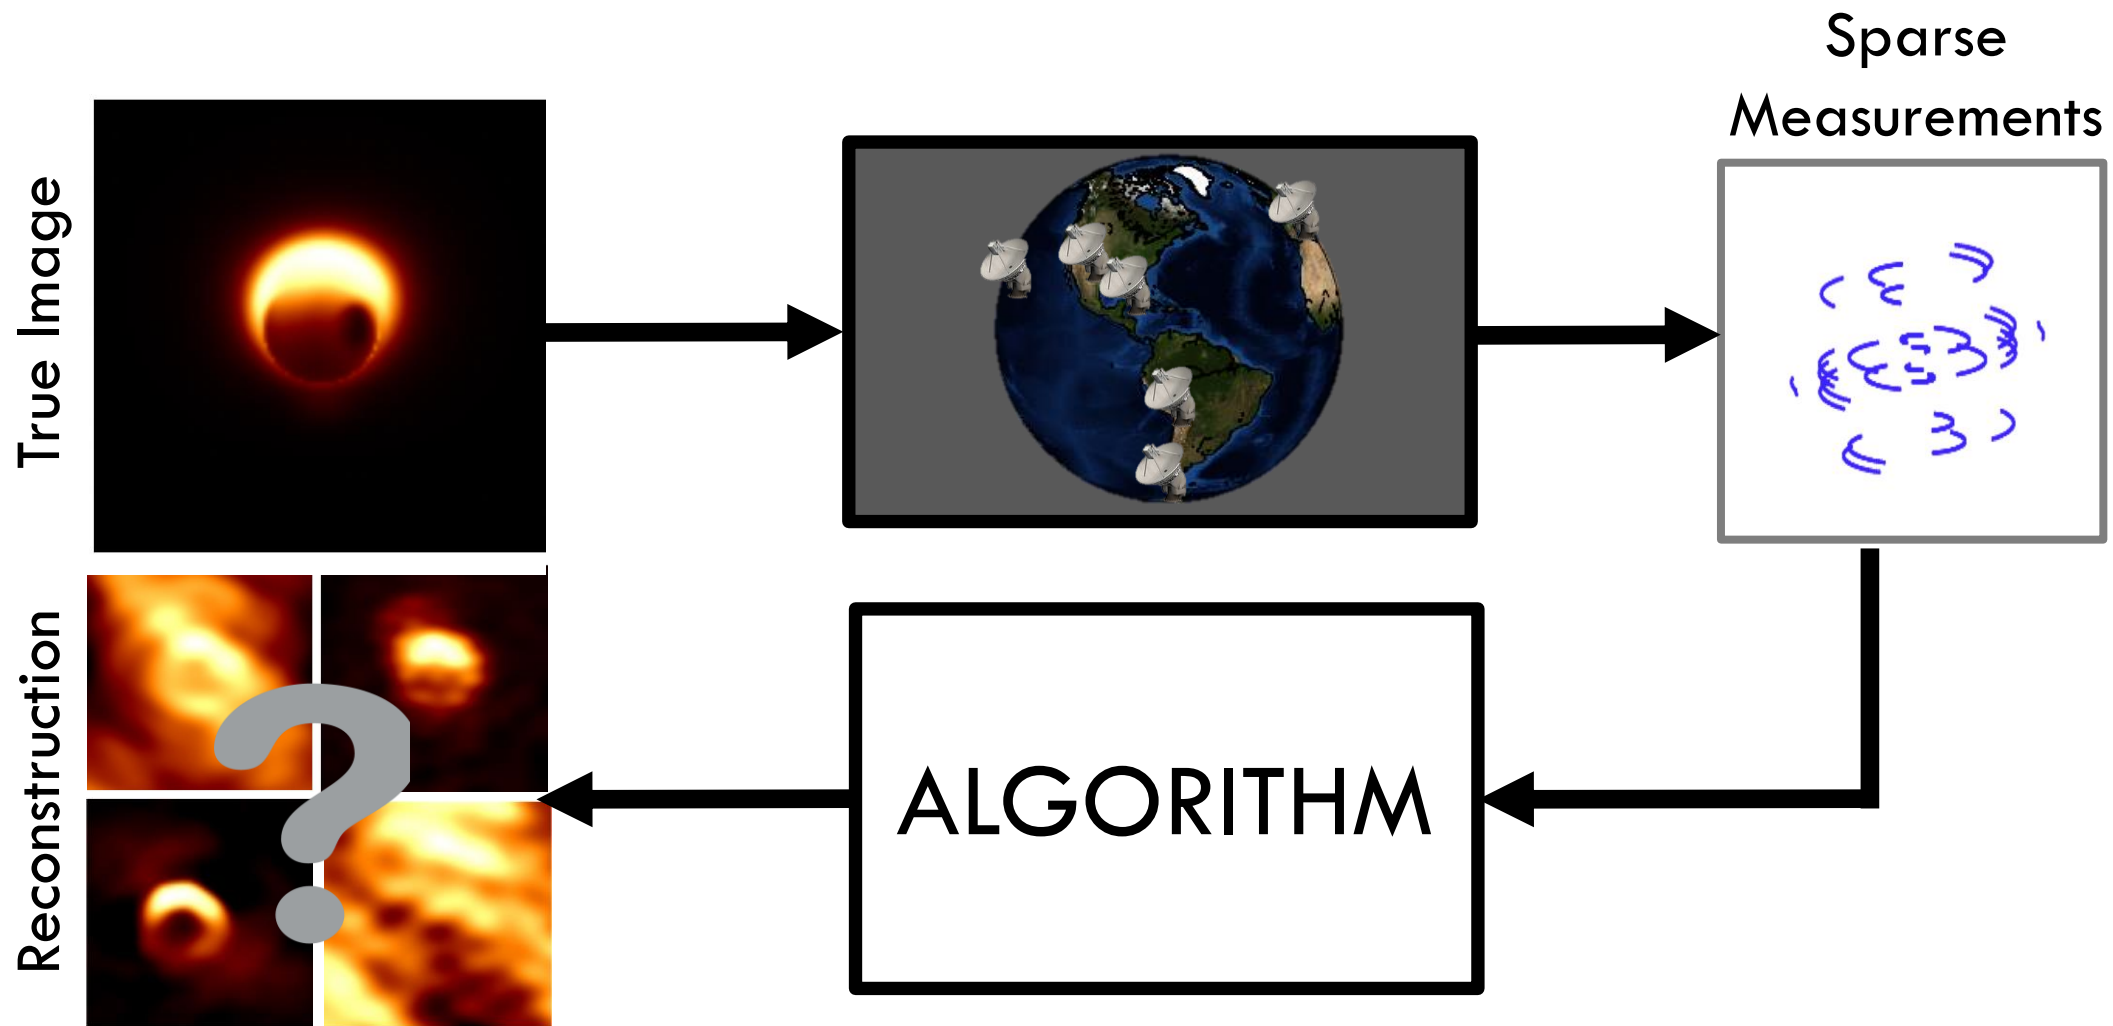 True Image
Sparse
Measurements
Reconstruction
?
ALGORITHM